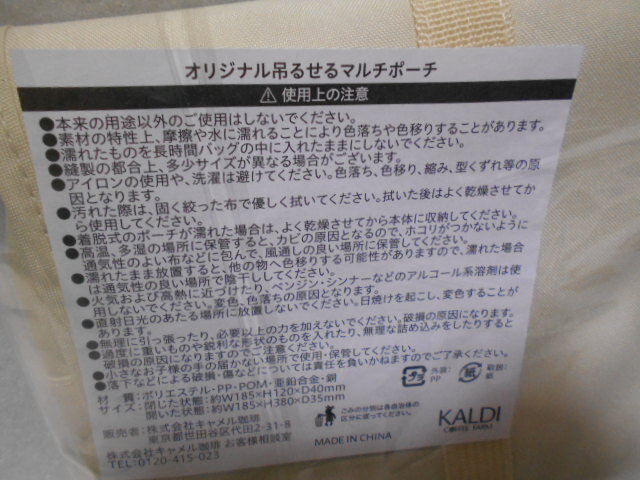 オリジナル吊るせるマルチポーチ
⚠使用上の注意
●本来の用途以外のご使用はしないでください。
●素材の特性上、摩擦や水に濡れることにより色落ちや色移りすることがあります。
●濡れたものを長時間バッグの中に入れたままにしないでください。
●縫製の都合上、多少サイズが異なる場合がございます。
●アイロンの使用や、洗濯は避けてください。色落ち、色移り、縮み、型くずれ等の原
因となります。
●汚れた際は、固く絞った布で優しく拭いてください。拭いた後はよく乾燥させてか
ら使用してください。
●着脱式のポーチが濡れた場合は、よく乾燥させてから本体に収納してください。
●高温、多湿の場所に保管すると、カビの原因となるので、ホコリがつかないように
通気性のよい布などに包んで、風通しの良い場所に保管してください。
●濡れたまま放置すると、他の物へ色移りする可能性がありますので、濡れた場合
は通気性の良い場所で陰干ししてください。
●火気および高熱に近づけたり、ベンジン・シンナーなどのアルコール系溶剤は使
用しないでください。変色、色落ちの原因となります。
●直射日光のあたる場所に放置しないでください。日焼けを起こし、変色することが
あります。
●無理に引っ張ったり、必要以上の力を加えないでください。破損の原因になります。
●過度に重いものや鋭利な形状のものを入れたり、無理な詰め込みをしたりすると
破損の原因になりますのでご注意ください。
●小さなお子様の手の届かない場所で使用・保管してください。
●落下などによる破損・傷などについては責任を負いかねますのでご了承ください。
材 質:ポリエステル・PP・POM・亜鉛合金・銅
サイズ:閉じた状態:約W185×H120×D40mm
開いた状態:約W185×H380×D35mm
プラ 外装:PP 紙 取説:紙
販売者:株式会社キャメル珈琲
東京都世田谷区代田2-31-8
株式会社キャメル珈琲 お客様相談室
TEL:0120-415-023
ごみの分別は各自治体の
区分に従ってください。
MADE IN CHINA
KALDI
COFFEE FARM